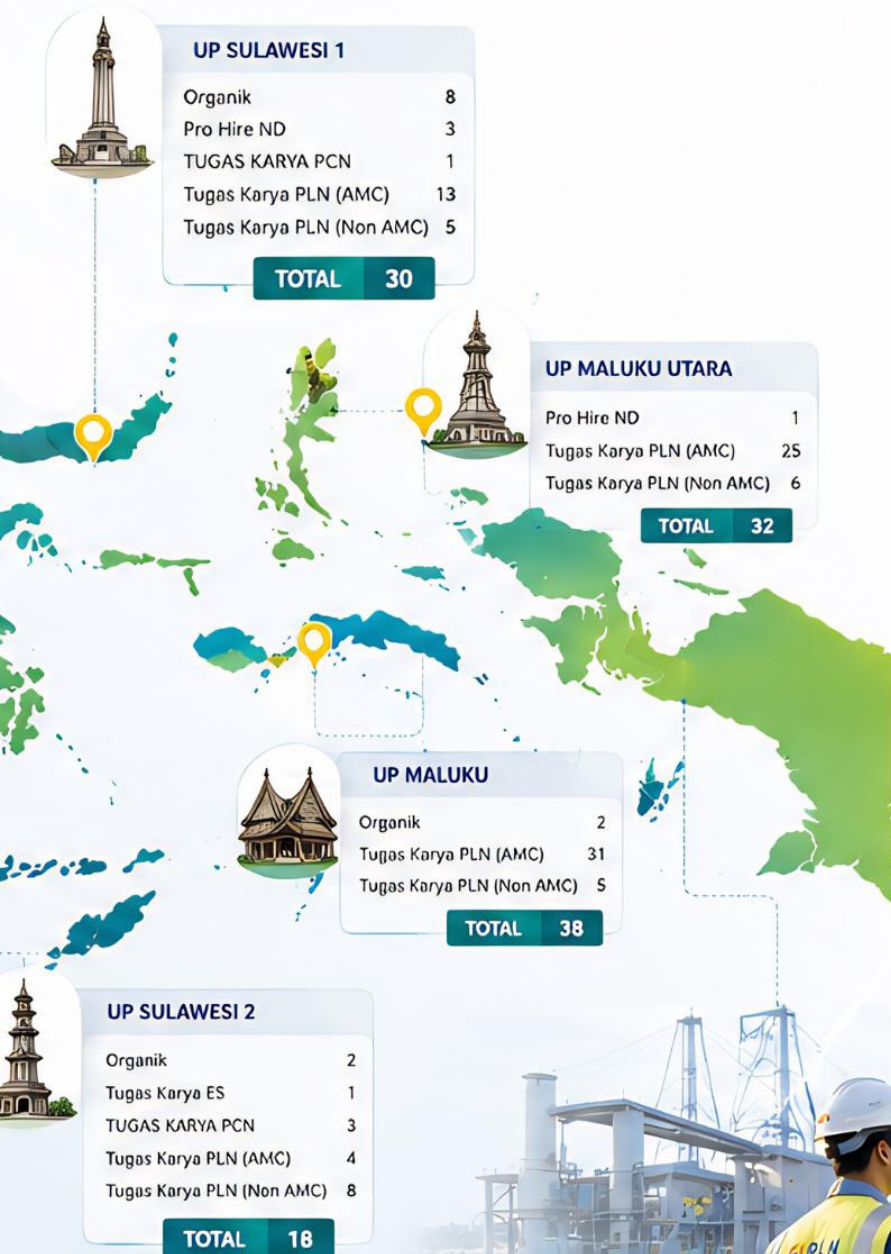 UP SULAWESI 1
Organik 8
Pro Hire ND 3
TUGAS KARYA PCN 1
Tugas Karya PLN (AMC) 13
Tugas Karya PLN (Non AMC) 5
TOTAL 30
UP MALUKU UTARA
Pro Hire ND 1
Tugas Karya PLN (AMC) 25
Tugas Karya PLN (Non AMC) 6
TOTAL 32
UP MALUKU
Organik 2
Tugas Karya PLN (AMC) 31
Tugas Karya PLN (Non AMC) 5
TOTAL 38
UP SULAWESI 2
Organik 2
Tugas Karya ES 1
TUGAS KARYA PCN 3
Tugas Karya PLN (AMC) 4
Tugas Karya PLN (Non AMC) 8
TOTAL 18
PLN